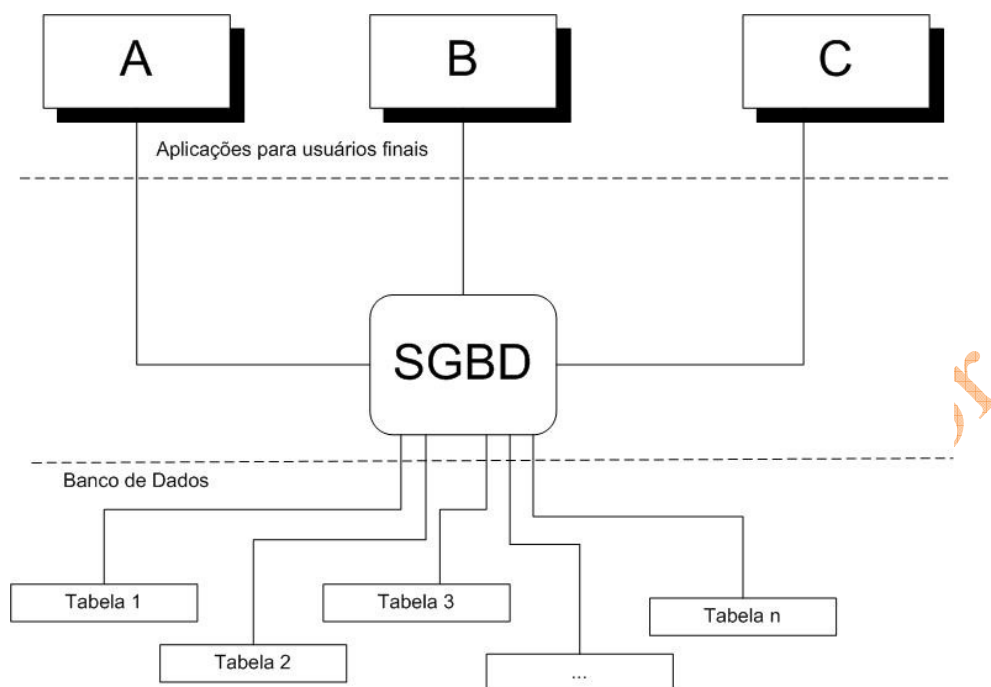 A
B
C
Aplicações para usuários finais
SGBD
Banco de Dados
Tabela 1
Tabela 2
Tabela 3
...
Tabela n